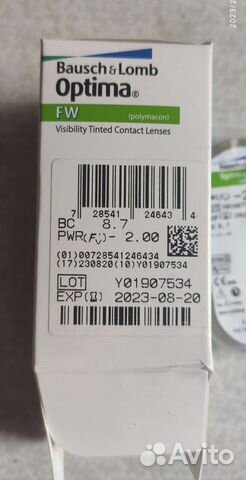 Bausch & Lomb
Optima®
FW (polymacon)
Visibility Tinted Contact Lenses
7 28541 24643 4
BC 8.7
PWR(F'v) - 2.00
(01)00728541246434
(17)230820(10)Y01907534
LOT Y01907534
EXP 2023-08-20
Optima
Avito